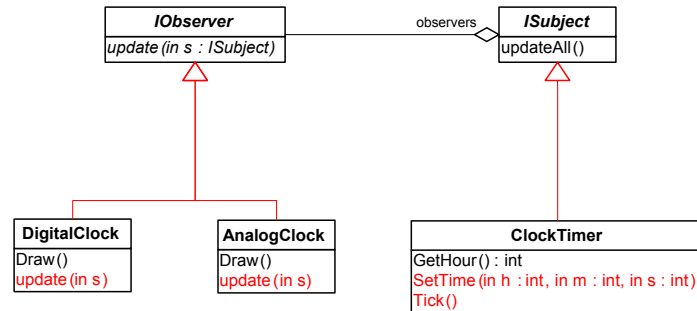 IObserver
update(in s : ISubject)
observers
ISubject
updateAll()
DigitalClock
Draw()
update(in s)
AnalogClock
Draw()
update(in s)
ClockTimer
GetHour() : int
SetTime(in h : int, in m : int, in s : int)
Tick()